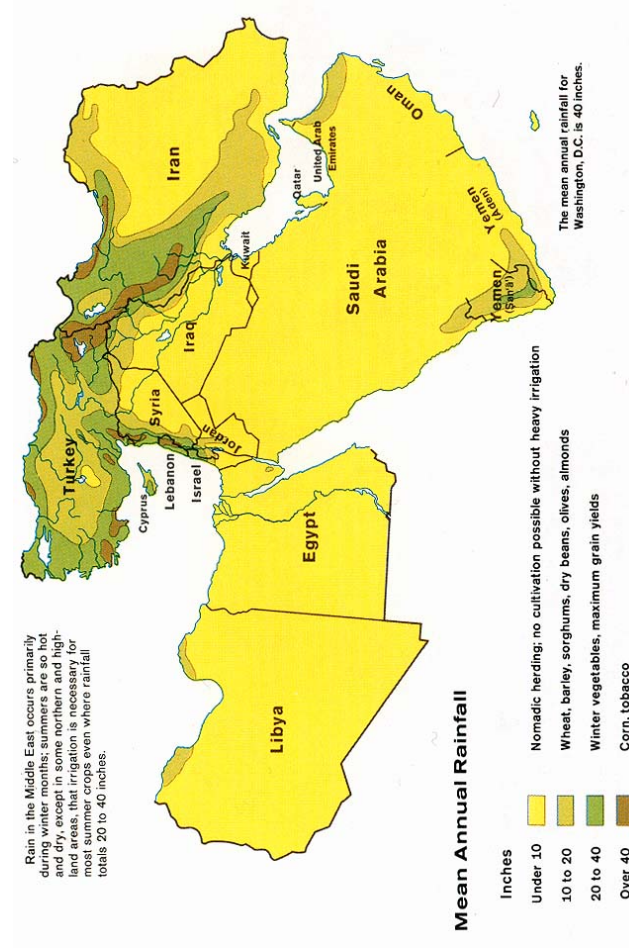 Rain in the Middle East occurs primarily
during winter months; summers are so hot
and dry, except in some northern and high-
land areas, that irrigation is necessary for
most summer crops even where rainfall
totals 20 to 40 inches.
Turkey
Cyprus
Lebanon
Israel
Syria
Jordan
Iraq
Iran
Kuwait
Qatar
United Arab
Emirates
Oman
Saudi
Arabia
Yemen
(Aden)
Yemen
(Ṣan'ā')
Egypt
Libya
Mean Annual Rainfall
Inches
Under 10 Nomadic herding; no cultivation possible without heavy irrigation
10 to 20 Wheat, barley, sorghums, dry beans, olives, almonds
20 to 40 Winter vegetables, maximum grain yields
Over 40 Corn, tobacco
The mean annual rainfall for
Washington, D.C. is 40 inches.